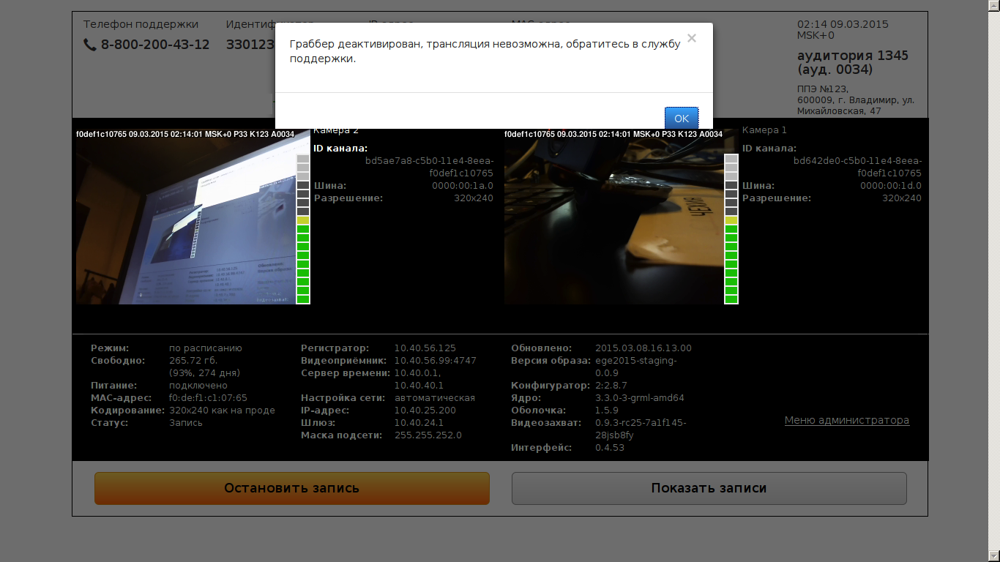 Телефон поддержки
8-800-200-43-12
330123
Граббер деактивирован, трансляция невозможна, обратитесь в службу
поддержки.
×
OK
02:14 09.03.2015
MSK+0
аудитория 1345
(ауд. 0034)
ППЭ №123,
600009, г. Владимир, ул.
Михайловская, 47
f0def1c10765 09.03.2015 02:14:01 MSK+0 P33 K123 A0034
Камера 2
ID канала:
bd5ae7a8-c5b0-11e4-8eea-
f0def1c10765
Шина: 0000:00:1a.0
Разрешение: 320x240
f0def1c10765 09.03.2015 02:14:01 MSK+0 P33 K123 A0034
ЧЕХИЯ
Камера 1
ID канала:
bd642de0-c5b0-11e4-8eea-
f0def1c10765
Шина: 0000:00:1d.0
Разрешение: 320x240
Режим: по расписанию
Свободно: 265.72 гб.
(93%, 274 дня)
Питание: подключено
MAC-адрес: f0:de:f1:c1:07:65
Кодирование: 320x240 как на проде
Статус: Запись
Регистратор: 10.40.56.125
Видеоприёмник: 10.40.56.99:4747
Сервер времени: 10.40.0.1,
10.40.40.1
Настройка сети: автоматическая
IP-адрес: 10.40.25.200
Шлюз: 10.40.24.1
Маска подсети: 255.255.252.0
Обновлено: 2015.03.08.16.13.00
Версия образа: ege2015-staging-
0.0.9
Конфигуратор: 2:2.8.7
Ядро: 3.3.0-3-grml-amd64
Оболочка: 1.5.9
Видеозахват: 0.9.3-rc25-7a1f145-
28jsb8fy
Интерфейс: 0.4.53
Меню администратора
Остановить запись
Показать записи